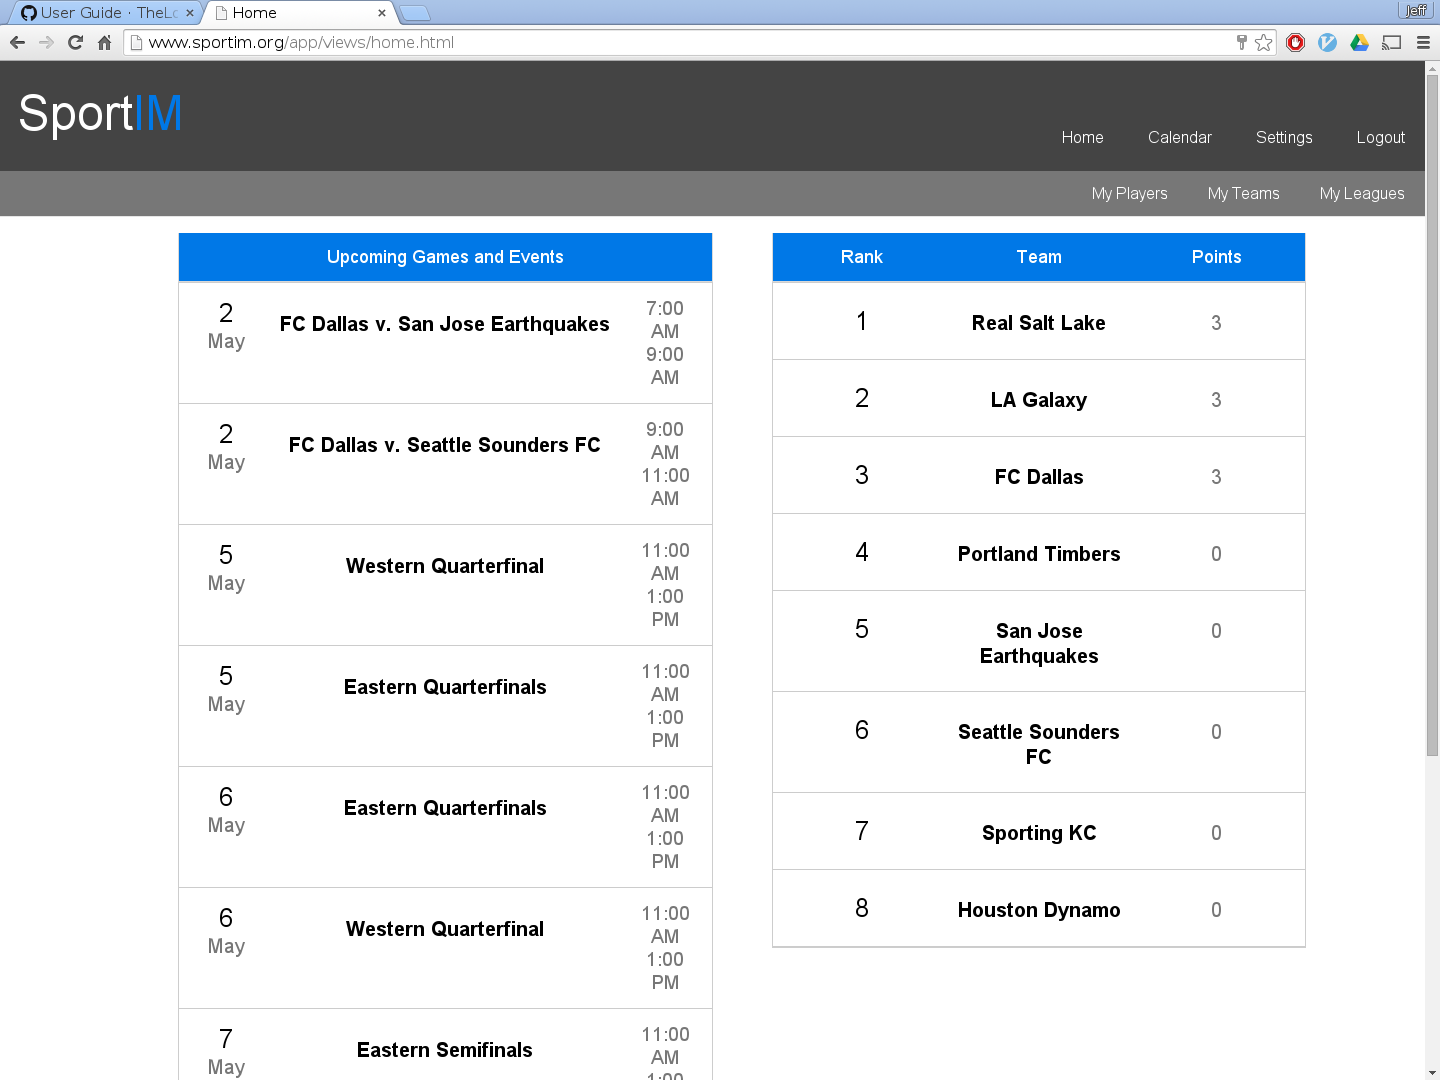 User Guide · TheLo
Home
Jeff
www.sportim.org/app/views/home.html
SportIM
Home Calendar Settings Logout
My Players My Teams My Leagues
Upcoming Games and Events
2
May
FC Dallas v. San Jose Earthquakes
7:00
AM
9:00
AM
2
May
FC Dallas v. Seattle Sounders FC
9:00
AM
11:00
AM
5
May
Western Quarterfinal
11:00
AM
1:00
PM
5
May
Eastern Quarterfinals
11:00
AM
1:00
PM
6
May
Eastern Quarterfinals
11:00
AM
1:00
PM
6
May
Western Quarterfinal
11:00
AM
1:00
PM
7
May
Eastern Semifinals
11:00
AM
1:00
Rank Team Points
1 Real Salt Lake 3
2 LA Galaxy 3
3 FC Dallas 3
4 Portland Timbers 0
5 San Jose 0
Earthquakes
6 Seattle Sounders 0
FC
7 Sporting KC 0
8 Houston Dynamo 0